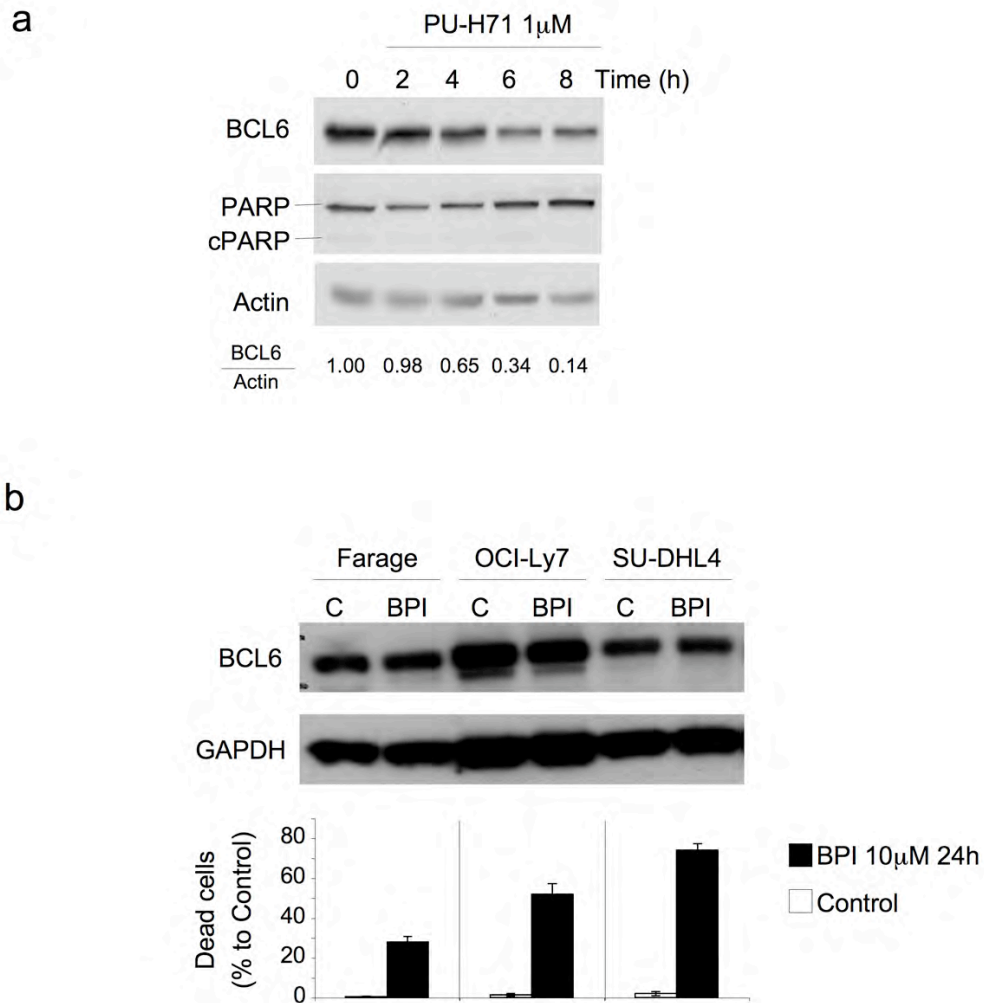 a
PU-H71 1μM
0 2 4 6 8 Time (h)
BCL6
PARP
cPARP
Actin
BCL6
Actin
1.00 0.98 0.65 0.34 0.14
b
Farage OCI-Ly7 SU-DHL4
C BPI C BPI C BPI
BCL6
GAPDH
Dead cells
(% to Control)
80
60
40
20
0
BPI 10μM 24h
Control